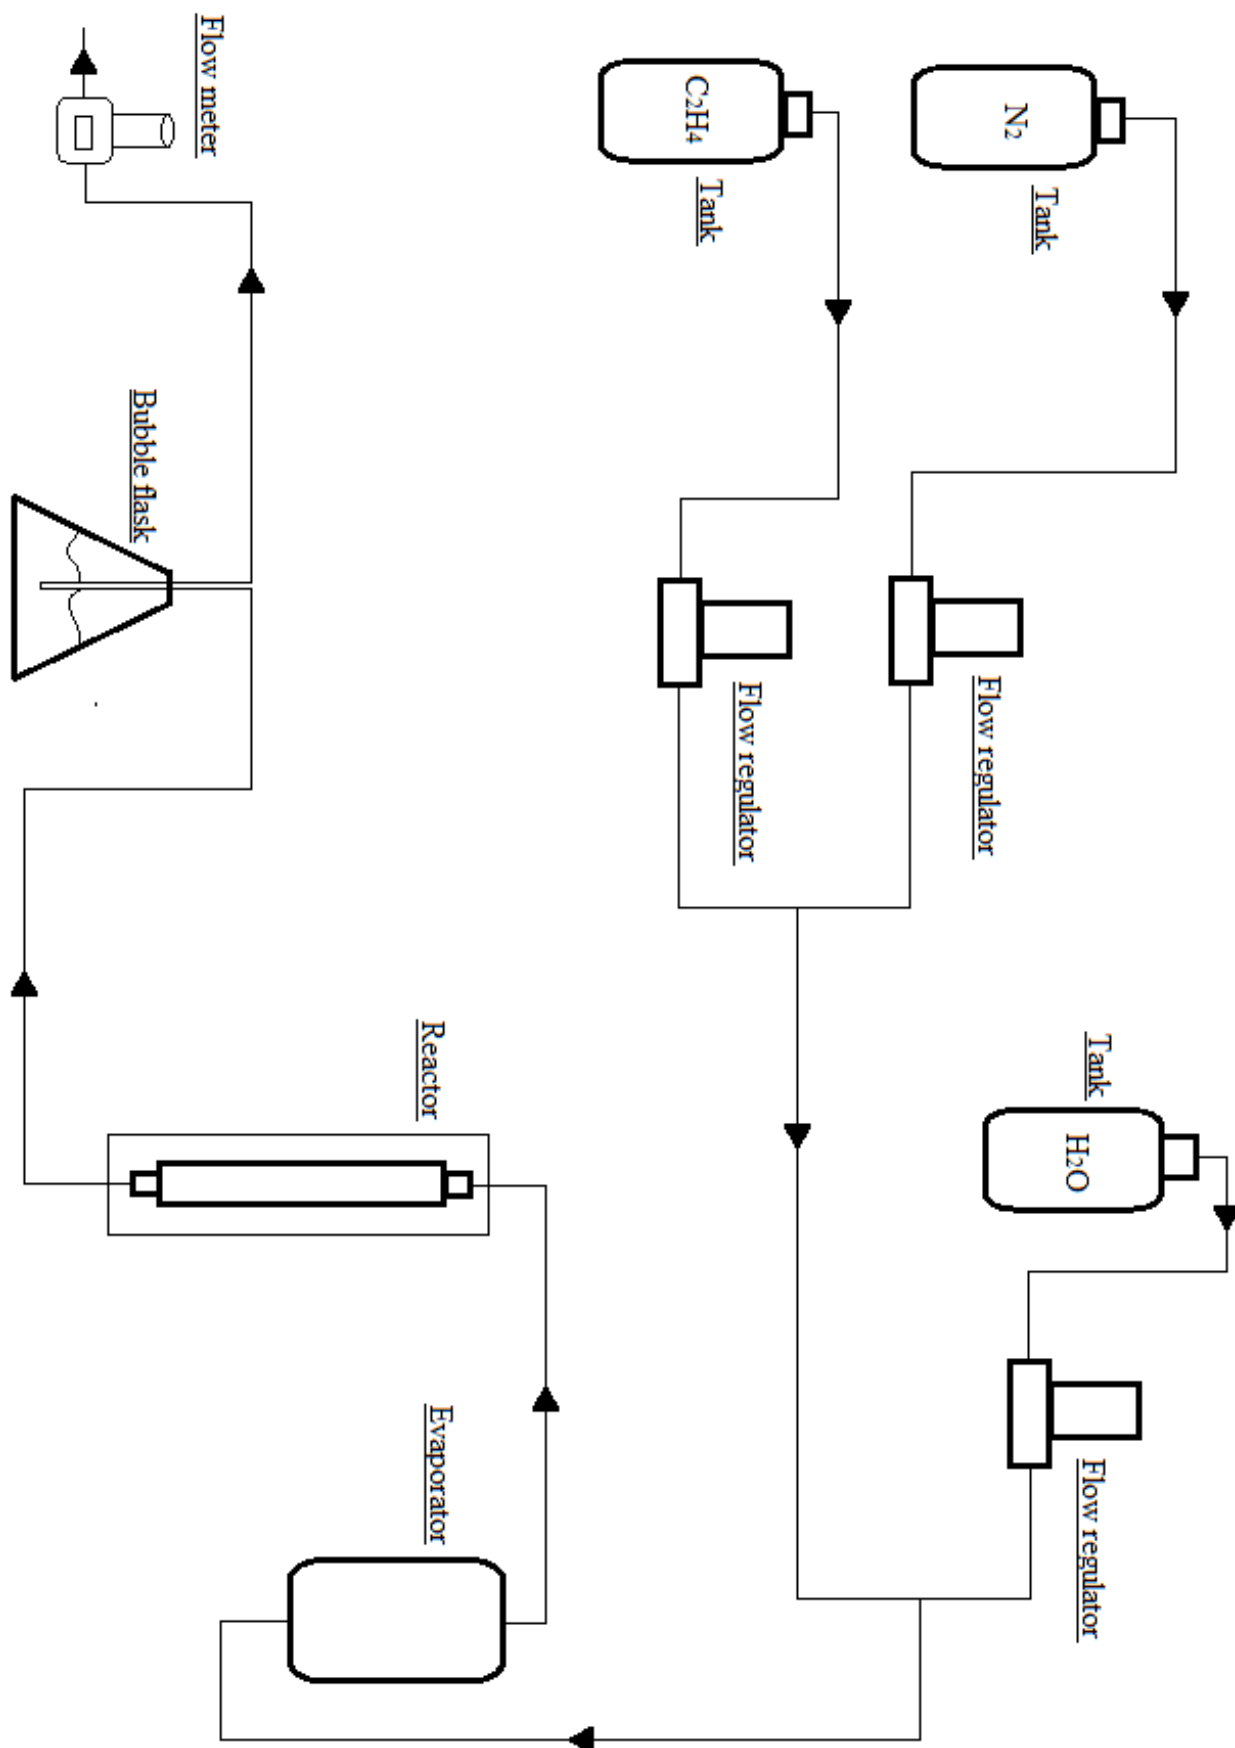 N2
Tank
C2H4
Tank
Flow regulator
Flow regulator
H2O
Tank
Flow regulator
Evaporator
Reactor
Bubble flask
Flow meter